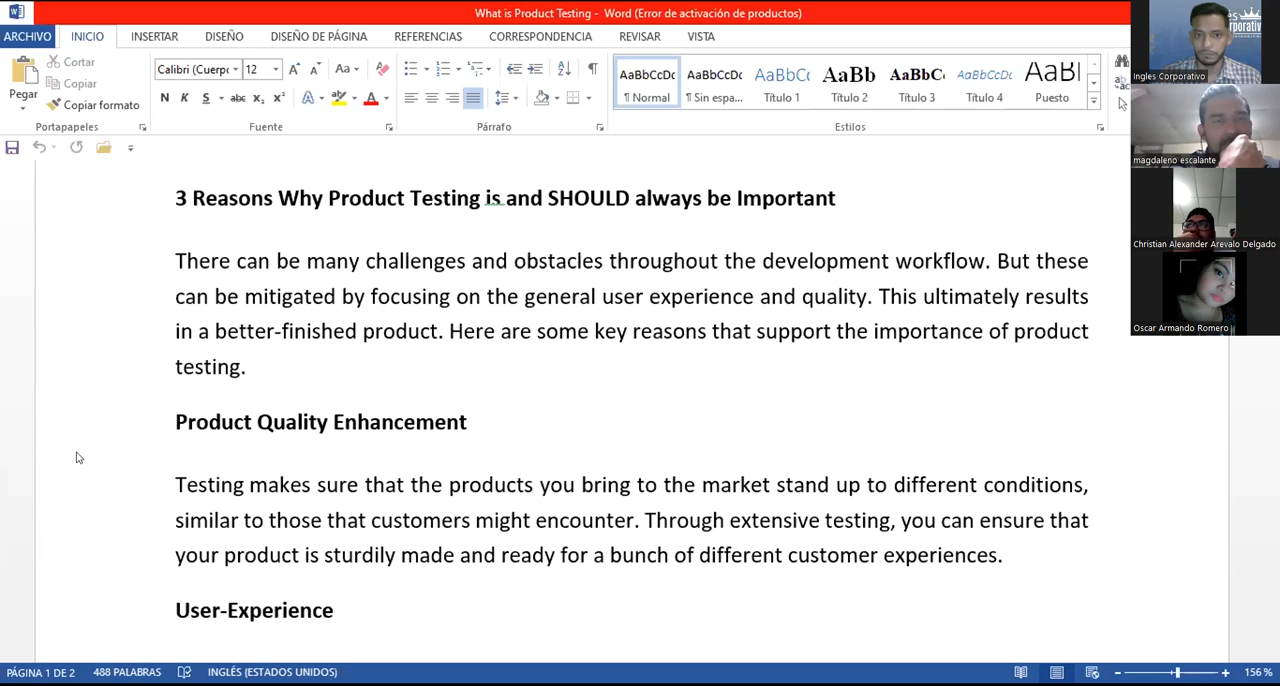 What is Product Testing - Word (Error de activación de productos)
ARCHIVO INICIO INSERTAR DISEÑO DISEÑO DE PÁGINA REFERENCIAS CORRESPONDENCIA REVISAR VISTA
Pegar
Cortar
Copiar
Copiar formato
Portapapeles
Calibri (Cuerp 12
Fuente
Párrafo
AaBbCcDc AaBbCcDc AaBbCc AaBb AaBbC AaBbCcDc AaBl
¶ Normal ¶ Sin espa... Título 1 Título 2 Título 3 Título 4 Puesto
Estilos
Ingles Corporativo
magdaleno escalante
Christian Alexander Arevalo Delgado
Oscar Armando Romero
3 Reasons Why Product Testing is and SHOULD always be Important
There can be many challenges and obstacles throughout the development workflow. But these
can be mitigated by focusing on the general user experience and quality. This ultimately results
in a better-finished product. Here are some key reasons that support the importance of product
testing.
Product Quality Enhancement
Testing makes sure that the products you bring to the market stand up to different conditions,
similar to those that customers might encounter. Through extensive testing, you can ensure that
your product is sturdily made and ready for a bunch of different customer experiences.
User-Experience
PÁGINA 1 DE 2 488 PALABRAS INGLÉS (ESTADOS UNIDOS) 156 %